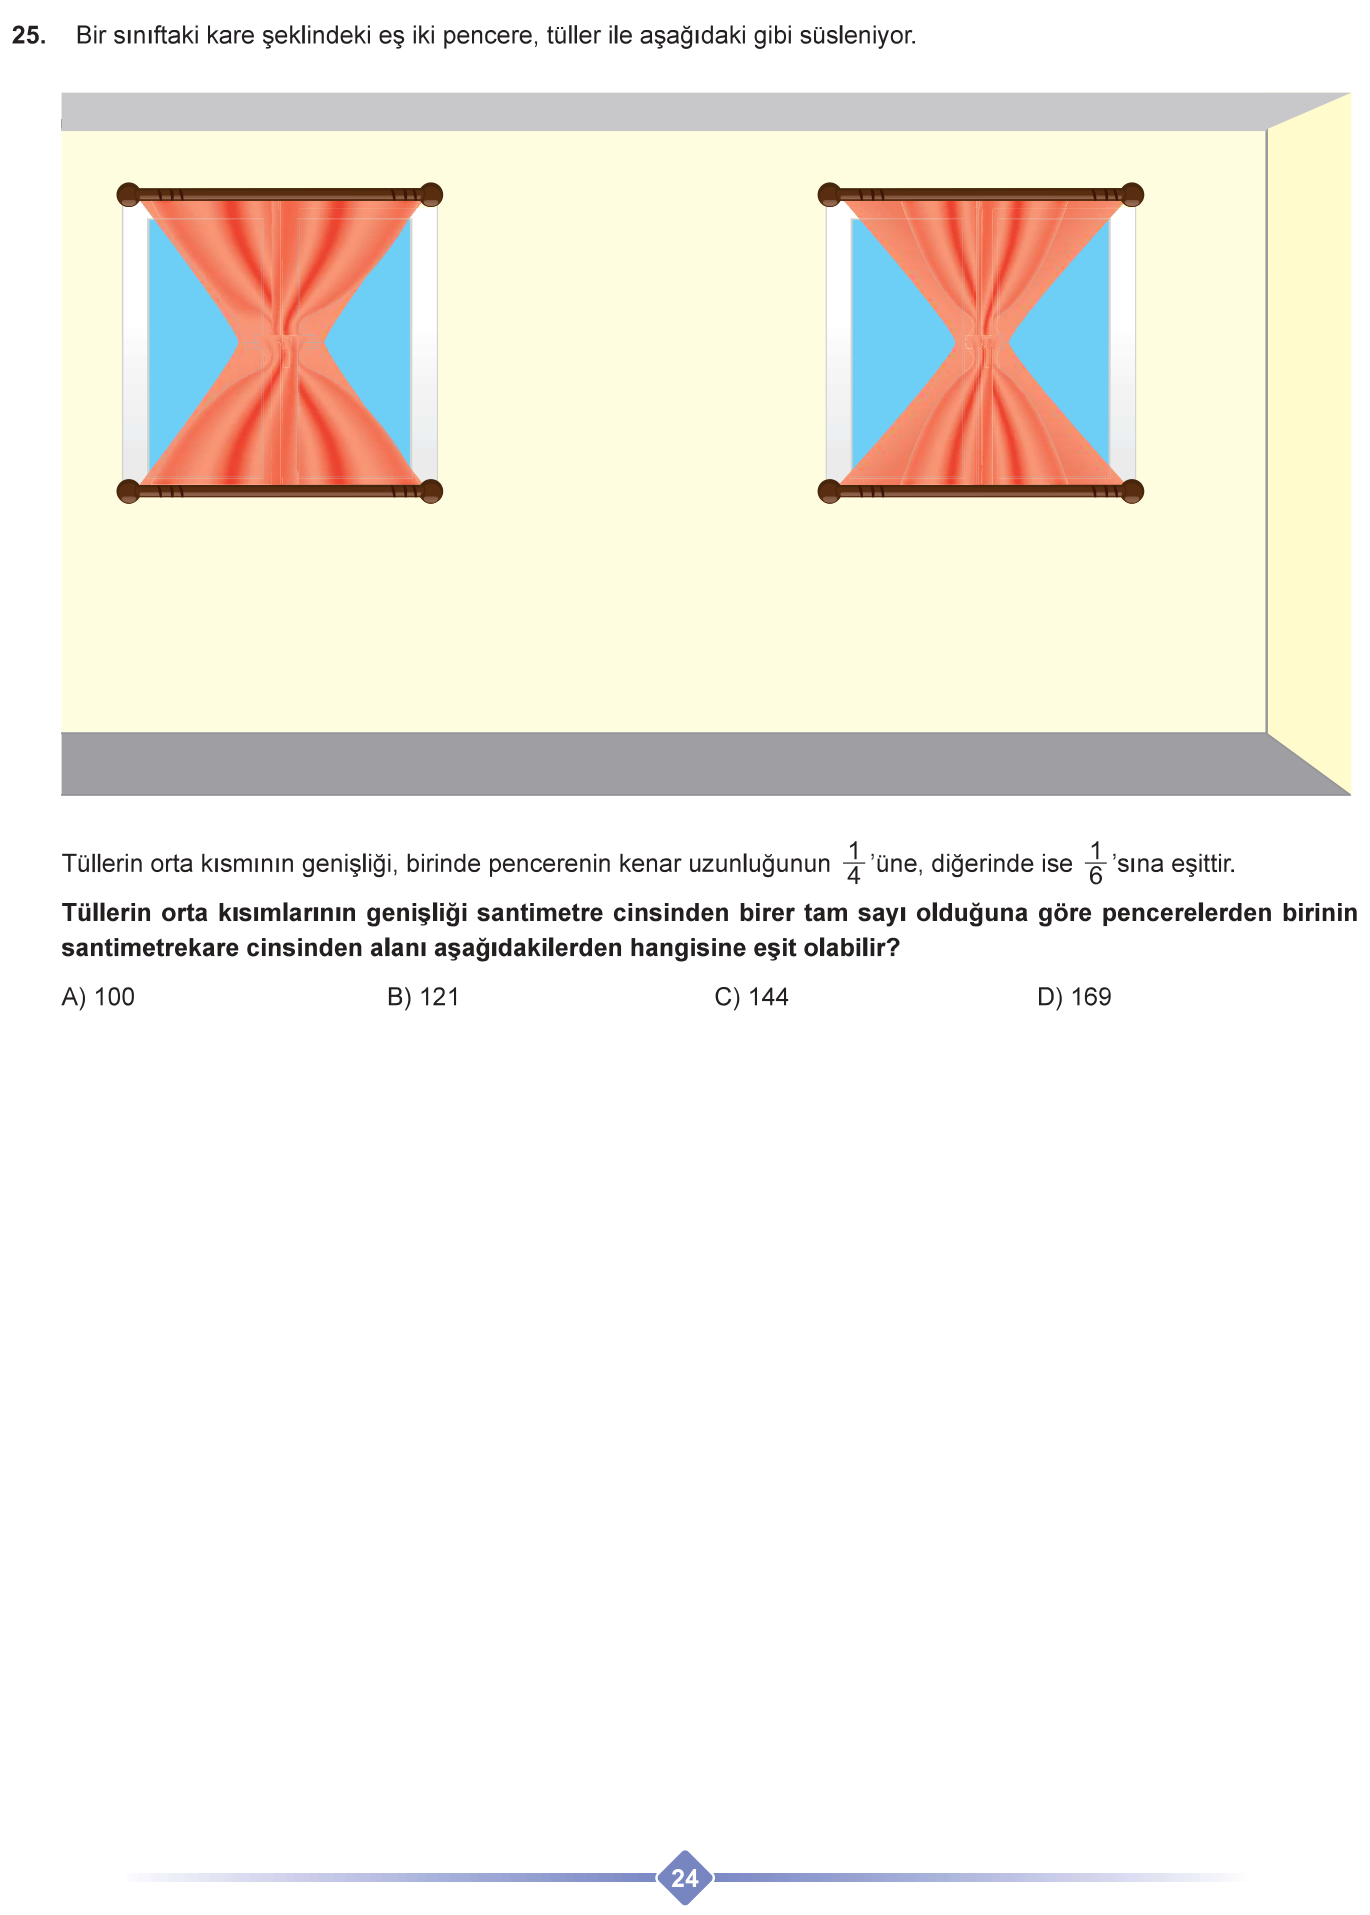 25. Bir sınıftaki kare şeklindeki eş iki pencere, tüller ile aşağıdaki gibi süsleniyor.
Tüllerin orta kısmının genişliği, birinde pencerenin kenar uzunluğunun 1/4 ’üne, diğerinde ise 1/6 ’sına eşittir.
Tüllerin orta kısımlarının genişliği santimetre cinsinden birer tam sayı olduğuna göre pencerelerden birinin
santimetrekare cinsinden alanı aşağıdakilerden hangisine eşit olabilir?
A) 100 B) 121 C) 144 D) 169
24